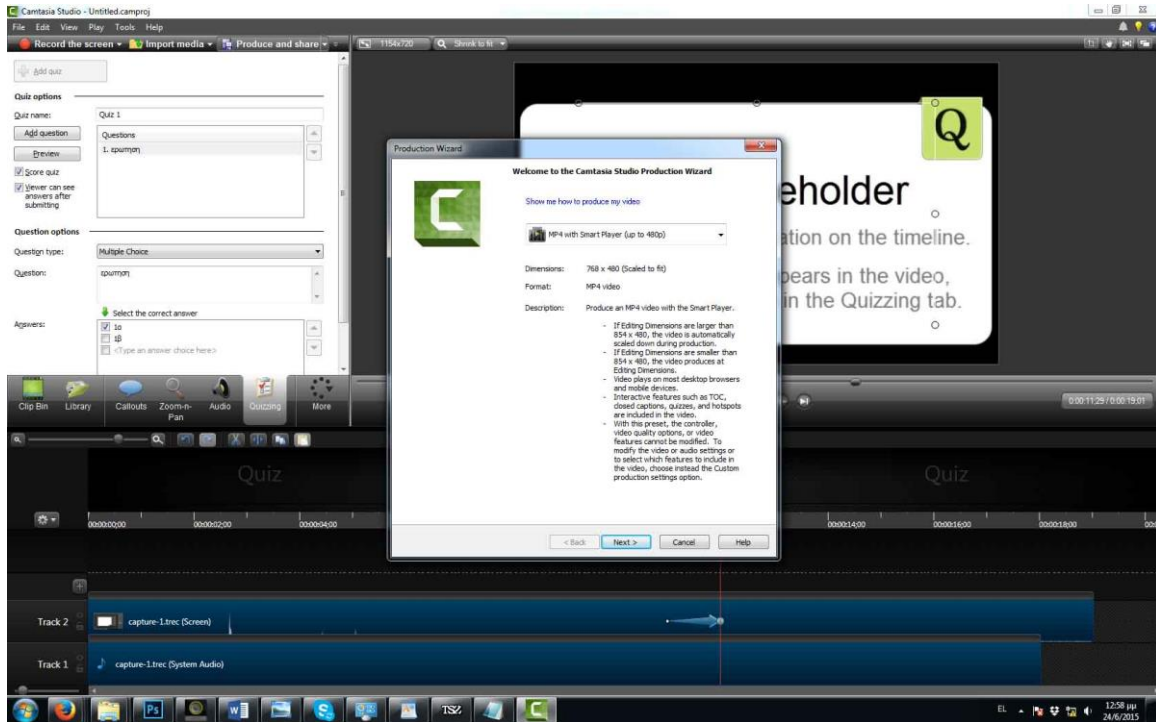 Camtasia Studio - Untitled.camproj
File Edit View Play Tools Help
Record the screen Import media Produce and share
1154x720 Shrink to fit
Add quiz
Quiz options
Quiz name: Quiz 1
Add question
Questions
Preview
1. ερωτηση
Score quiz
Viewer can see answers after submitting
Question options
Question type: Multiple Choice
Question: ερωτηση
Select the correct answer
Answers:
1α
1β
<Type an answer choice here>
Clip Bin Library Callouts Zoom-n-Pan Audio Quizzing More
Production Wizard
Welcome to the Camtasia Studio Production Wizard
Show me how to produce my video
MP4 with Smart Player (up to 480p)
Dimensions: 768 x 480 (Scaled to fit)
Format: MP4 video
Description: Produce an MP4 video with the Smart Player.
- If Editing Dimensions are larger than
854 x 480, the video is automatically
scaled down during production.
- If Editing Dimensions are smaller than
854 x 480, the video produces at
Editing Dimensions.
- Video plays on most desktop browsers
and mobile devices.
- Interactive features such as TOC,
closed captions, quizzes, and hotspots
are included in the video.
- With this preset, the controller,
video quality options, or video
features cannot be modified. To
modify the video or audio settings or
to select which features to include in
the video, choose instead the Custom
production settings option.
< Back Next > Cancel Help
Q
eholder
ation on the timeline.
pears in the video,
in the Quizzing tab.
0:00:11;29 / 0:00:19;01
Quiz Quiz
00:00:00;00 00:00:02;00 00:00:04;00 00:00:14;00 00:00:16;00 00:00:18;00
Track 2 capture-1.trec (Screen)
Track 1 capture-1.trec (System Audio)
Ps W S TSZ C
EL 12:58 μμ
24/6/2015